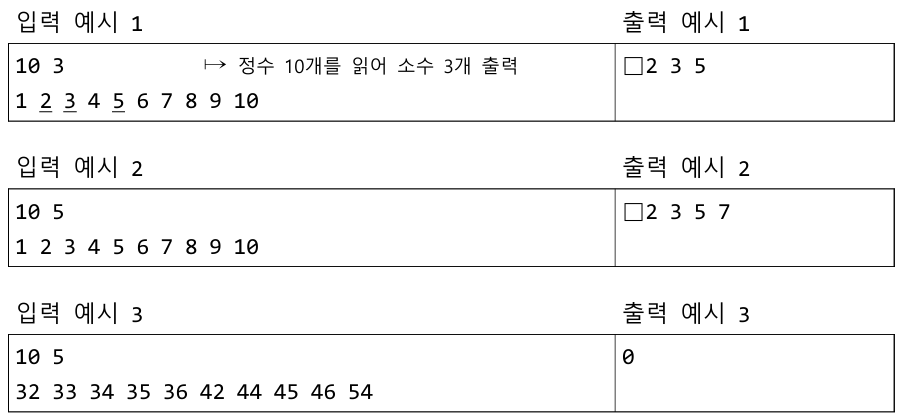 입력 예시 1
출력 예시 1
10 3 ↦ 정수 10개를 읽어 소수 3개 출력
□2 3 5
1 2 3 4 5 6 7 8 9 10
입력 예시 2
출력 예시 2
10 5
□2 3 5 7
1 2 3 4 5 6 7 8 9 10
입력 예시 3
출력 예시 3
10 5
0
32 33 34 35 36 42 44 45 46 54